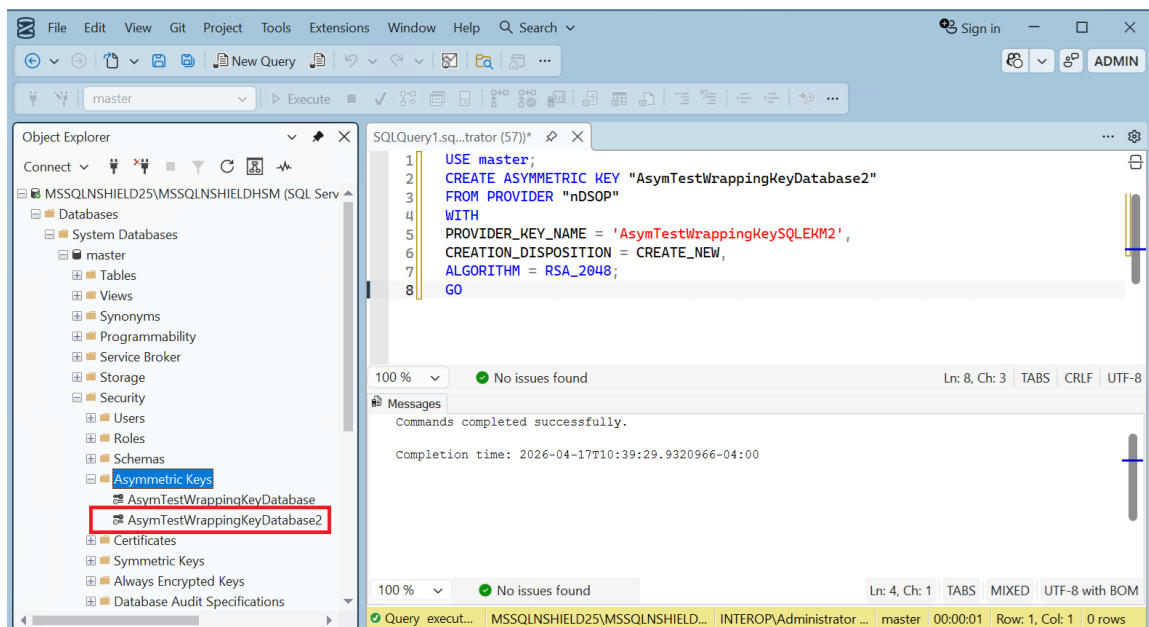 File Edit View Git Project Tools Extensions Window Help Search Sign in
New Query ADMIN
master Execute
Object Explorer
Connect
MSSQLNSHIELD25\MSSQLNSHIELDHSM (SQL Serv
Databases
System Databases
master
Tables
Views
Synonyms
Programmability
Service Broker
Storage
Security
Users
Roles
Schemas
Asymmetric Keys
AsymTestWrappingKeyDatabase
AsymTestWrappingKeyDatabase2
Certificates
Symmetric Keys
Always Encrypted Keys
Database Audit Specifications
SQLQuery1.sq...trator (57))*
1 USE master;
2 CREATE ASYMMETRIC KEY "AsymTestWrappingKeyDatabase2"
3 FROM PROVIDER "nDSOP"
4 WITH
5 PROVIDER_KEY_NAME = 'AsymTestWrappingKeySQLEKM2',
6 CREATION_DISPOSITION = CREATE_NEW,
7 ALGORITHM = RSA_2048;
8 GO
100 % No issues found Ln: 8, Ch: 3 TABS CRLF UTF-8
Messages
Commands completed successfully.
Completion time: 2026-04-17T10:39:29.9320966-04:00
100 % No issues found Ln: 4, Ch: 1 TABS MIXED UTF-8 with BOM
Query execut... MSSQLNSHIELD25\MSSQLNSHIELD... INTEROP\Administrator ... master 00:00:01 Row: 1, Col: 1 0 rows